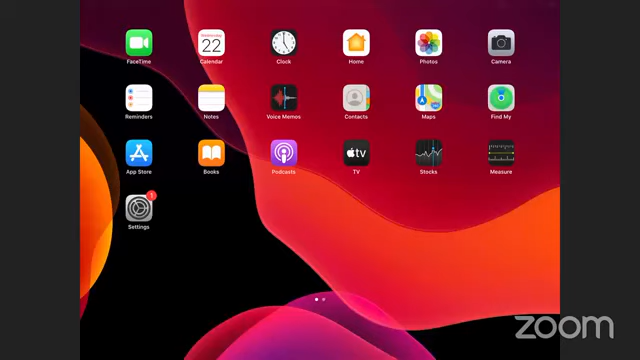 Wednesday
22
FaceTime Calendar Clock Home Photos Camera
Reminders Notes Voice Memos Contacts Maps Find My
tv
App Store Books Podcasts TV Stocks Measure
1
Settings
zoom